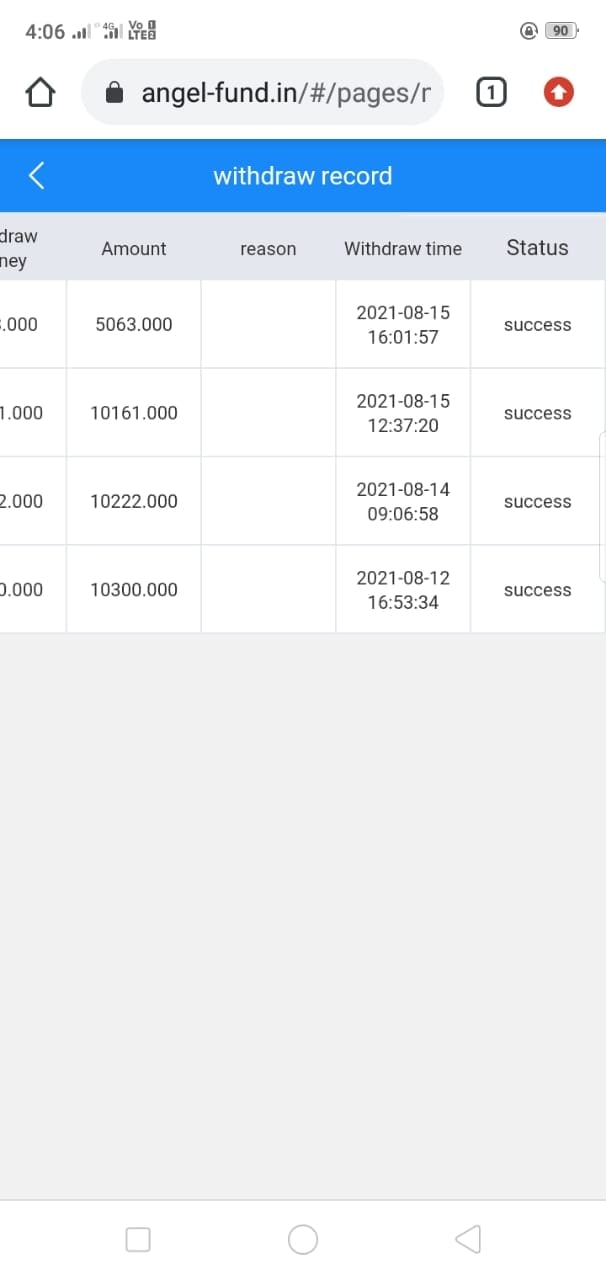 4:06 4G Vo LTE
90
angel-fund.in/#/pages/r
1
withdraw record
draw
ney
Amount
reason
Withdraw time
Status
.000
5063.000
2021-08-15
16:01:57
success
1.000
10161.000
2021-08-15
12:37:20
success
2.000
10222.000
2021-08-14
09:06:58
success
0.000
10300.000
2021-08-12
16:53:34
success